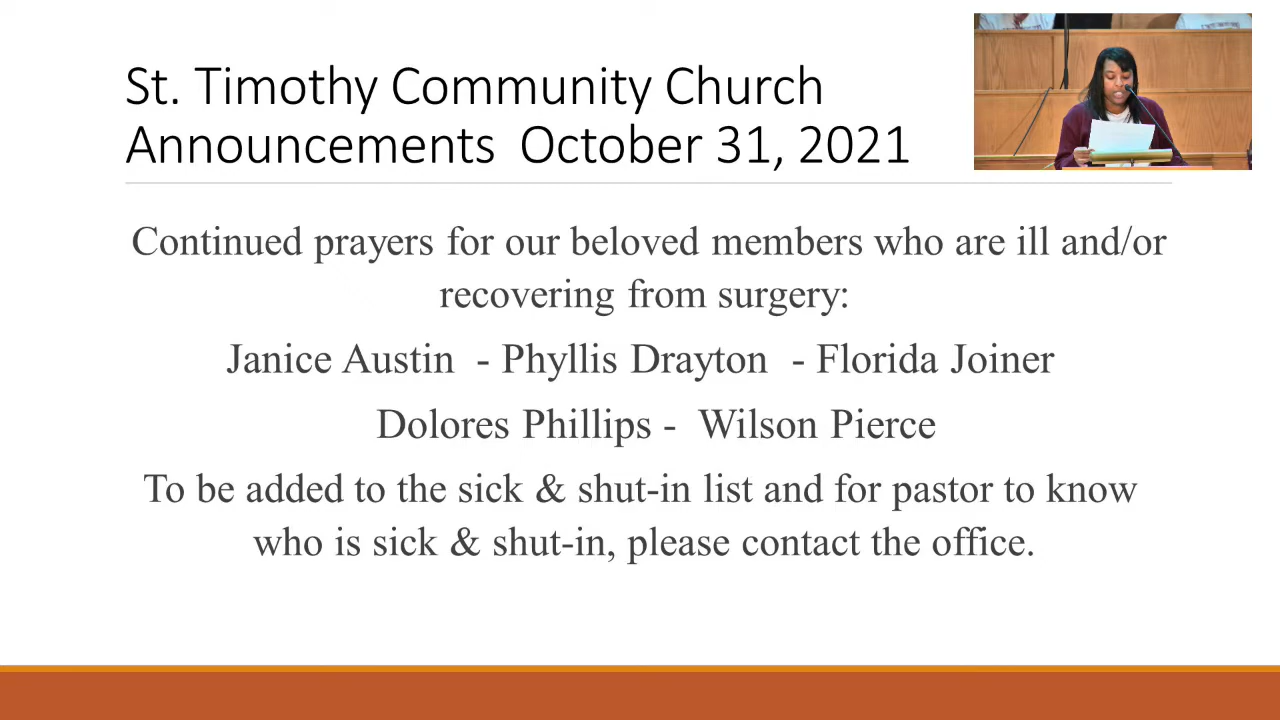 St. Timothy Community Church
Announcements October 31, 2021
Continued prayers for our beloved members who are ill and/or
recovering from surgery:
Janice Austin - Phyllis Drayton - Florida Joiner
Dolores Phillips - Wilson Pierce
To be added to the sick & shut-in list and for pastor to know
who is sick & shut-in, please contact the office.